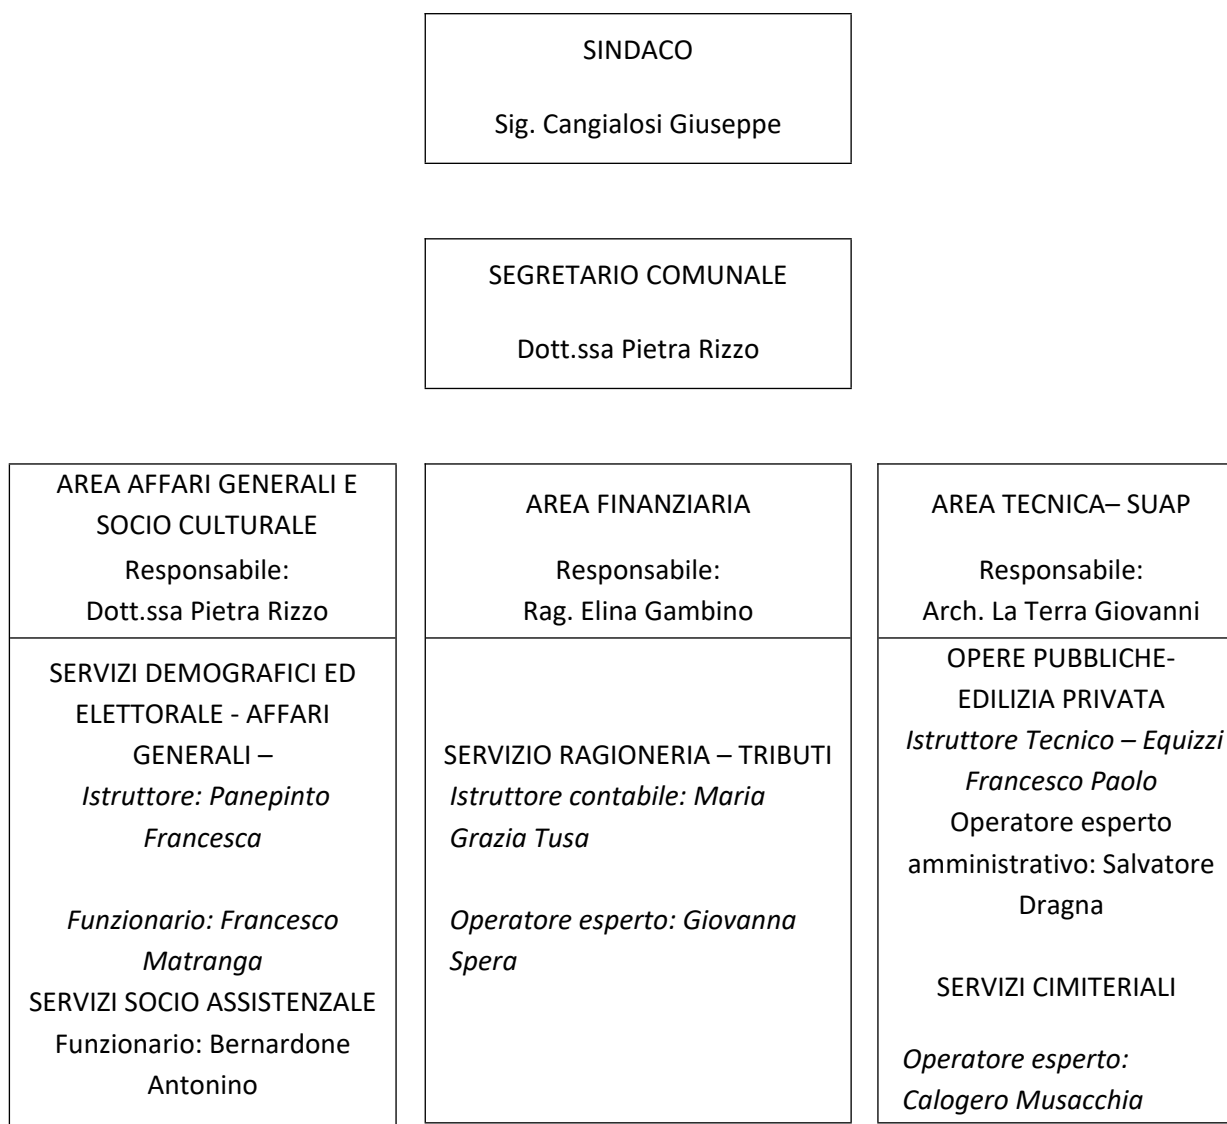 SINDACO
Sig. Cangialosi Giuseppe
SEGRETARIO COMUNALE
Dott.ssa Pietra Rizzo
AREA AFFARI GENERALI E
SOCIO CULTURALE
Responsabile:
Dott.ssa Pietra Rizzo
SERVIZI DEMOGRAFICI ED
ELETTORALE - AFFARI
GENERALI –
Istruttore: Panepinto
Francesca
Funzionario: Francesco
Matranga
SERVIZI SOCIO ASSISTENZALE
Funzionario: Bernardone
Antonino
AREA FINANZIARIA
Responsabile:
Rag. Elina Gambino
SERVIZIO RAGIONERIA – TRIBUTI
Istruttore contabile: Maria
Grazia Tusa
Operatore esperto: Giovanna
Spera
AREA TECNICA– SUAP
Responsabile:
Arch. La Terra Giovanni
OPERE PUBBLICHE-
EDILIZIA PRIVATA
Istruttore Tecnico – Equizzi
Francesco Paolo
Operatore esperto
amministrativo: Salvatore
Dragna
SERVIZI CIMITERIALI
Operatore esperto:
Calogero Musacchia